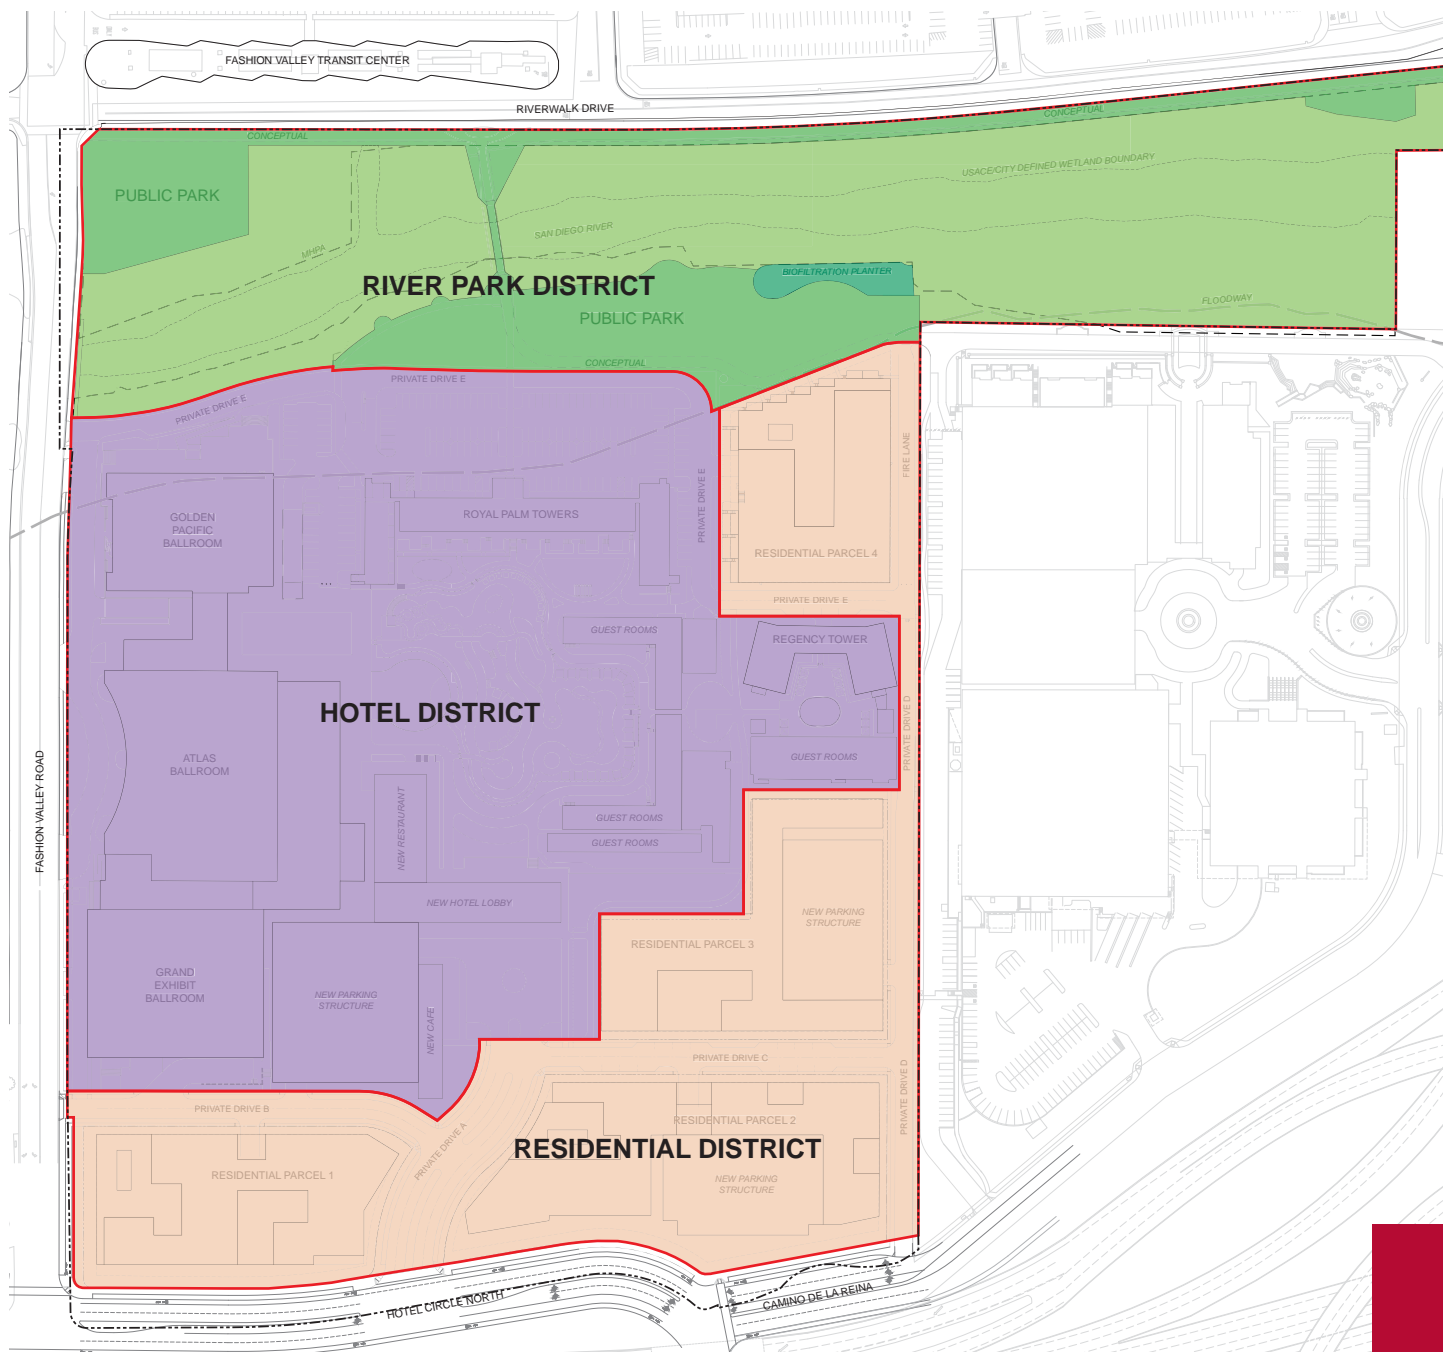 FASHION VALLEY TRANSIT CENTER
RIVERWALK DRIVE
CONCEPTUAL
CONCEPTUAL
PUBLIC PARK
USACE/CITY DEFINED WETLAND BOUNDARY
SAN DIEGO RIVER
MHPA
BIOFILTRATION PLANTER
RIVER PARK DISTRICT
FLOODWAY
PUBLIC PARK
CONCEPTUAL
PRIVATE DRIVE E
PRIVATE DRIVE E
FIRE LANE
PRIVATE DRIVE E
GOLDEN
PACIFIC
BALLROOM
ROYAL PALM TOWERS
RESIDENTIAL PARCEL 4
PRIVATE DRIVE E
GUEST ROOMS
REGENCY TOWER
HOTEL DISTRICT
PRIVATE DRIVE D
ATLAS
BALLROOM
GUEST ROOMS
FASHION VALLEY ROAD
NEW RESTAURANT
GUEST ROOMS
GUEST ROOMS
NEW HOTEL LOBBY
NEW PARKING
STRUCTURE
RESIDENTIAL PARCEL 3
GRAND
EXHIBIT
BALLROOM
NEW PARKING
STRUCTURE
NEW CAFE
PRIVATE DRIVE C
PRIVATE DRIVE D
PRIVATE DRIVE B
RESIDENTIAL PARCEL 2
PRIVATE DRIVE A
RESIDENTIAL DISTRICT
RESIDENTIAL PARCEL 1
NEW PARKING
STRUCTURE
HOTEL CIRCLE NORTH
CAMINO DE LA REINA